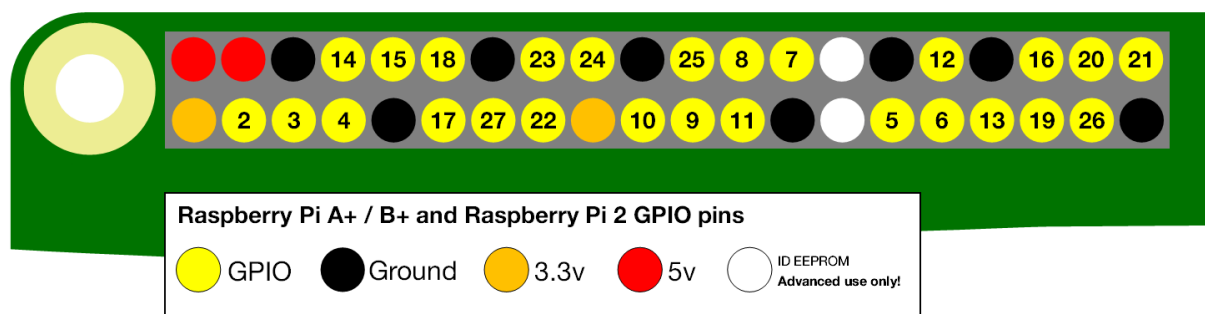 14 15 18 23 24 25 8 7 12 16 20 21
2 3 4 17 27 22 10 9 11 5 6 13 19 26
Raspberry Pi A+ / B+ and Raspberry Pi 2 GPIO pins
GPIO Ground 3.3v 5v ID EEPROM
Advanced use only!